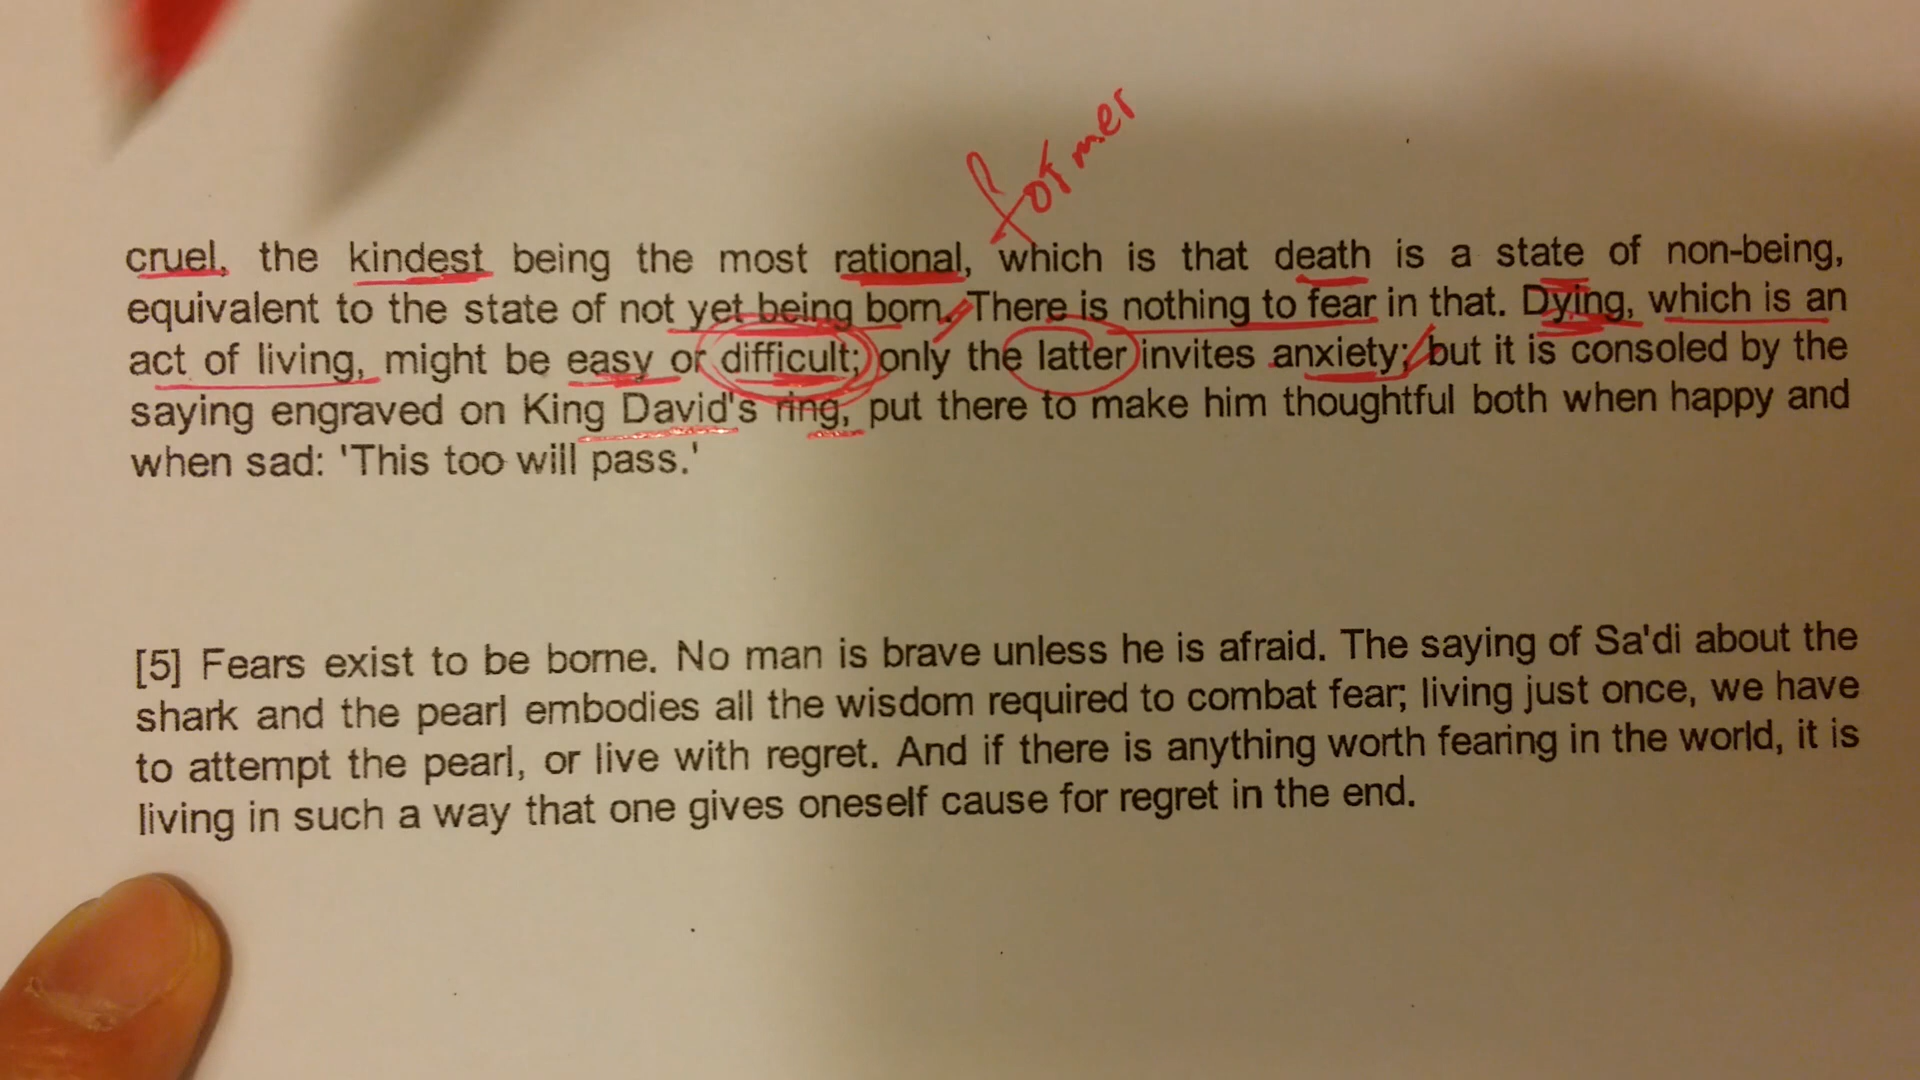 former
cruel, the kindest being the most rational, which is that death is a state of non-being,
equivalent to the state of not yet being born. There is nothing to fear in that. Dying, which is an
act of living, might be easy or difficult; only the latter invites anxiety; but it is consoled by the
saying engraved on King David's ring, put there to make him thoughtful both when happy and
when sad: 'This too will pass.'
[5] Fears exist to be borne. No man is brave unless he is afraid. The saying of Sa'di about the
shark and the pearl embodies all the wisdom required to combat fear; living just once, we have
to attempt the pearl, or live with regret. And if there is anything worth fearing in the world, it is
living in such a way that one gives oneself cause for regret in the end.